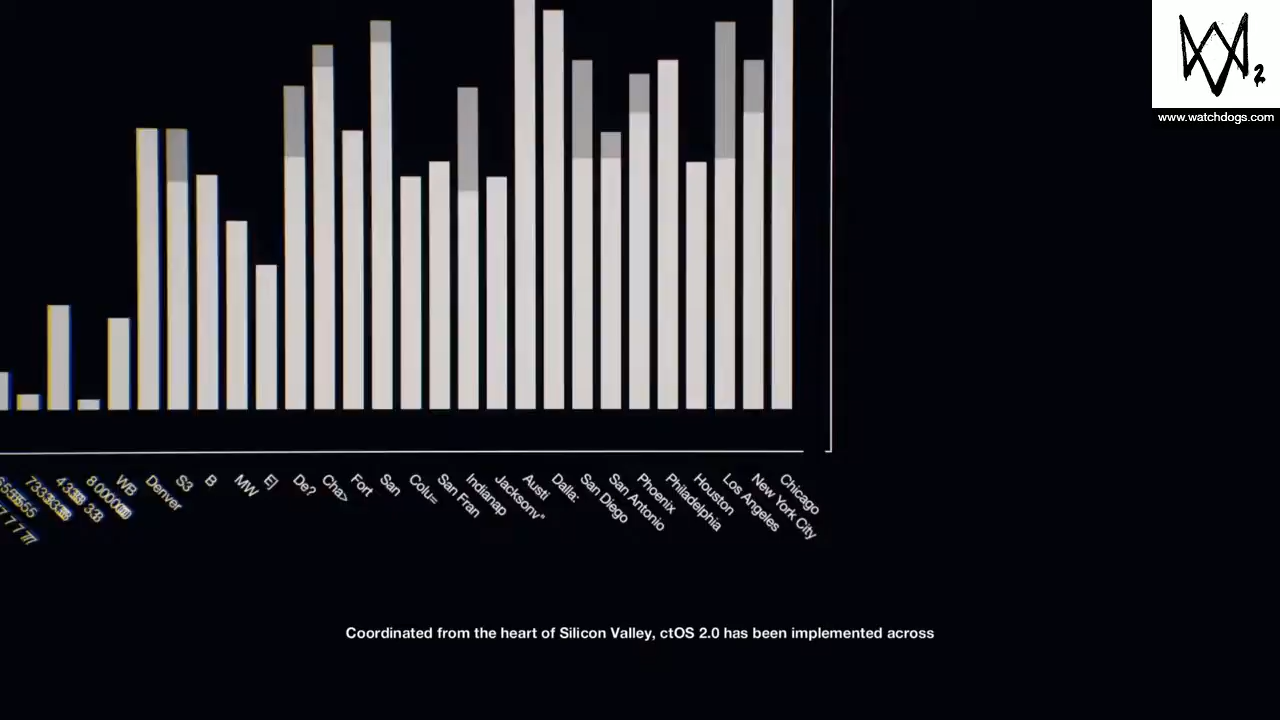 2
www.watchdogs.com
WB
Denver
S3
B
MW
EJ
De?
Cha>
Fort
San
Colu=
San Fran
Indianap
Jacksonv"
Austi
Dalla:
San Diego
San Antonio
Phoenix
Philadelphia
Houston
Los Angeles
New York City
Chicago
Coordinated from the heart of Silicon Valley, ctOS 2.0 has been implemented across